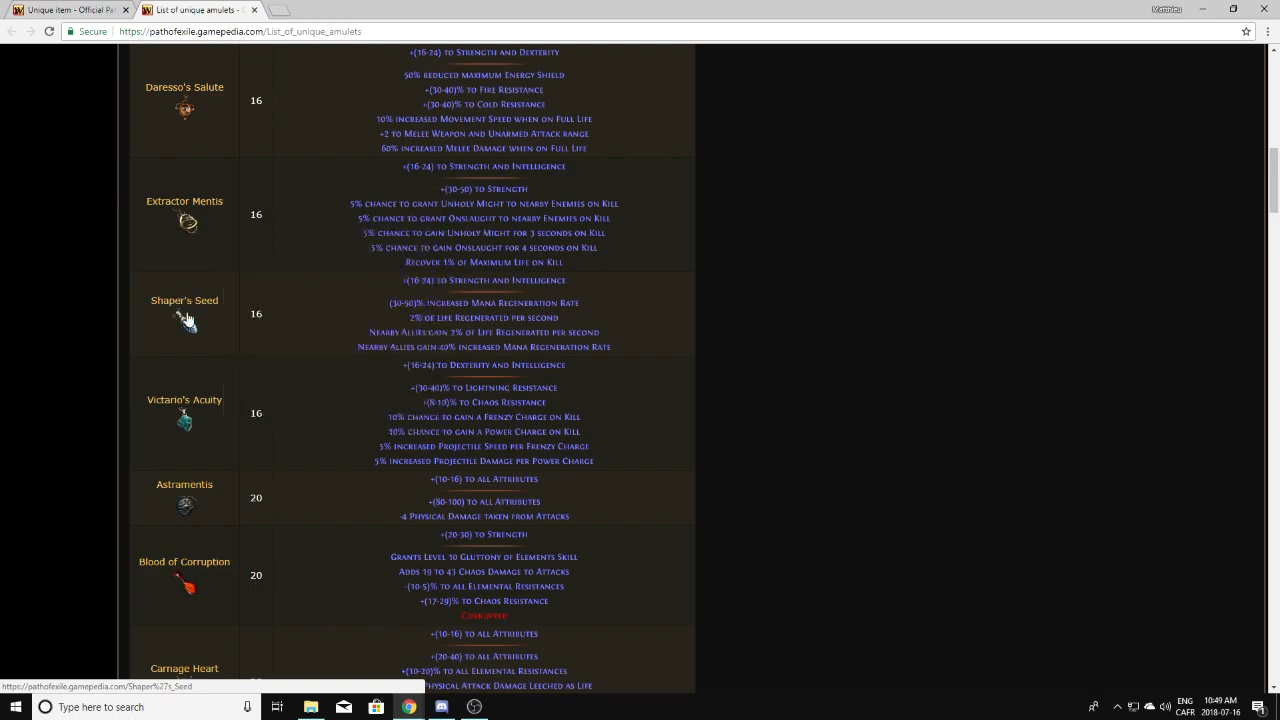 Unique item - Official Pat
List of unique amulets - O
Matthieu
Secure
https://pathofexile.gamepedia.com/List_of_unique_amulets
+(16-24) to Strength and Dexterity
Daresso's Salute
16
50% reduced maximum Energy Shield
+(30-40)% to Fire Resistance
+(30-40)% to Cold Resistance
10% increased Movement Speed when on Full Life
+2 to Melee Weapon and Unarmed Attack range
60% increased Melee Damage when on Full Life
Extractor Mentis
16
+(16-24) to Strength and Intelligence
+(30-50) to Strength
5% chance to grant Unholy Might to nearby Enemies on Kill
5% chance to grant Onslaught to nearby Enemies on Kill
5% chance to gain Unholy Might for 3 seconds on Kill
5% chance to gain Onslaught for 4 seconds on Kill
Recover 1% of Maximum Life on Kill
Shaper's Seed
16
+(16-24) to Strength and Intelligence
(30-50)% increased Mana Regeneration Rate
2% of Life Regenerated per second
Nearby Allies gain 2% of Life Regenerated per second
Nearby Allies gain 40% increased Mana Regeneration Rate
Victario's Acuity
16
+(16-24) to Dexterity and Intelligence
+(30-40)% to Lightning Resistance
+(8-10)% to Chaos Resistance
10% chance to gain a Frenzy Charge on Kill
10% chance to gain a Power Charge on Kill
5% increased Projectile Speed per Frenzy Charge
5% increased Projectile Damage per Power Charge
Astramentis
20
+(10-16) to all Attributes
+(80-100) to all Attributes
-4 Physical Damage taken from Attacks
Blood of Corruption
20
+(20-30) to Strength
Grants Level 10 Gluttony of Elements Skill
Adds 19 to 43 Chaos Damage to Attacks
-(10-5)% to all Elemental Resistances
+(17-29)% to Chaos Resistance
Corrupted
Carnage Heart
+(10-16) to all Attributes
+(20-40) to all Attributes
+(10-20)% to all Elemental Resistances
Physical Attack Damage Leeched as Life
https://pathofexile.gamepedia.com/Shaper%27s_Seed
Type here to search
ENG
CAFR
10:49 AM
2018-07-16